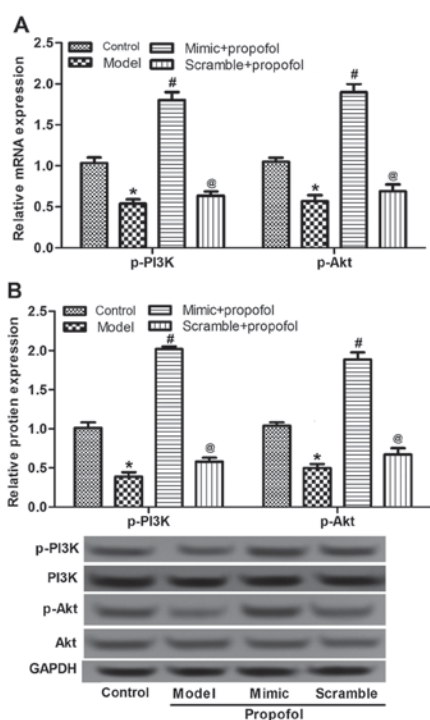 A
Control
Mimic+propofol
Model
Scramble+propofol
Relative mRNA expression
2.5
2.0
1.5
1.0
0.5
0.0
*
#
@
*
#
@
p-PI3K
p-Akt
B
Control
Mimic+propofol
Model
Scramble+propofol
Relative protien expression
2.5
2.0
1.5
1.0
0.5
0.0
*
#
@
*
#
@
p-PI3K
p-Akt
p-PI3K
PI3K
p-Akt
Akt
GAPDH
Control Model Mimic Scramble
Propofol